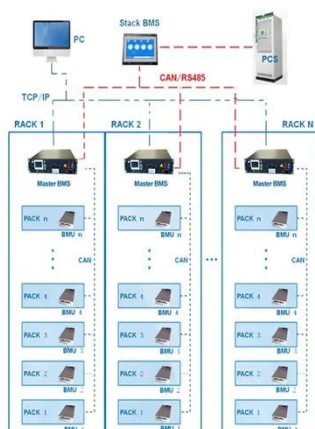 PC
Stack BMS
PCS
CAN/RS485
TCP/IP
RACK 1
RACK 2
RACK N
Master BMS
Master BMS
Master BMS
PACK n
BMU n
CAN
PACK 4
BMU 4
PACK 3
BMU 3
PACK 2
BMU 2
PACK 1
PACK n
BMU n
CAN
PACK 4
BMU 4
PACK 3
BMU 3
PACK 2
BMU 2
PACK 1
PACK n
BMU n
CAN
PACK 4
BMU 4
PACK 3
BMU 3
PACK 2
BMU 2
PACK 1